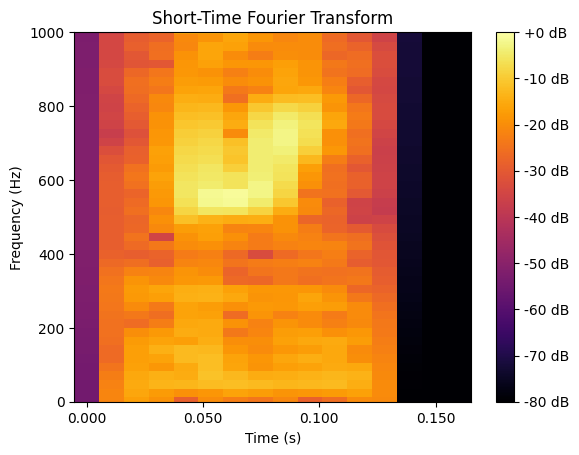 Short-Time Fourier Transform
1000
800
600
400
200
0
Frequency (Hz)
0.000
0.050
0.100
0.150
Time (s)
+0 dB
-10 dB
-20 dB
-30 dB
-40 dB
-50 dB
-60 dB
-70 dB
-80 dB